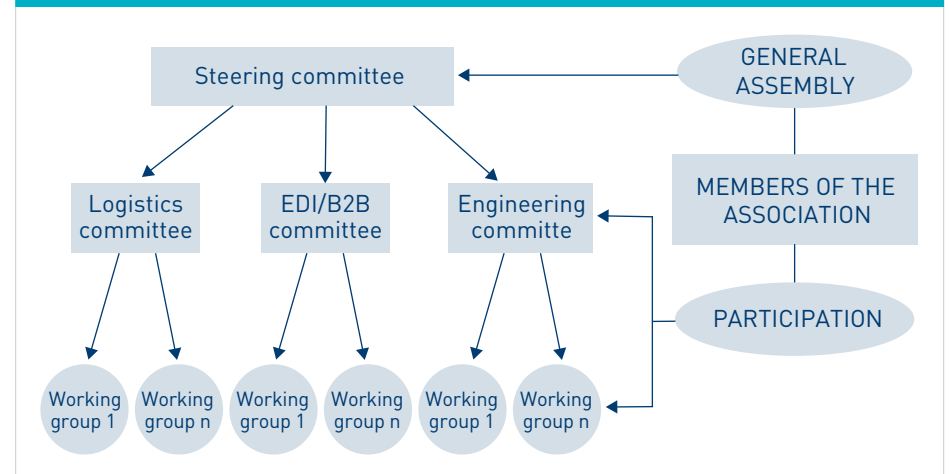 Steering committee
GENERAL
ASSEMBLY
Logistics
committee
EDI/B2B
committee
Engineering
committe
MEMBERS OF THE
ASSOCIATION
PARTICIPATION
Working
group 1
Working
group n
Working
group 1
Working
group n
Working
group 1
Working
group n